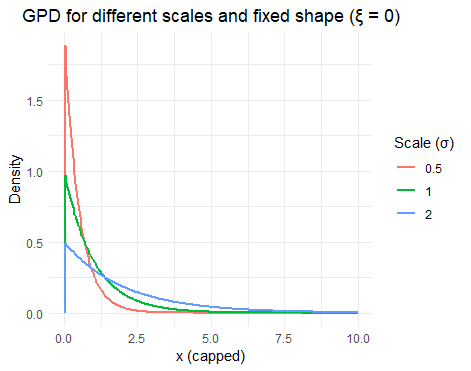 GPD for different scales and fixed shape (ξ = 0)
1.5
1.0
0.5
0.0
Density
0.0 2.5 5.0 7.5 10.0
x (capped)
Scale (σ)
0.5
1
2